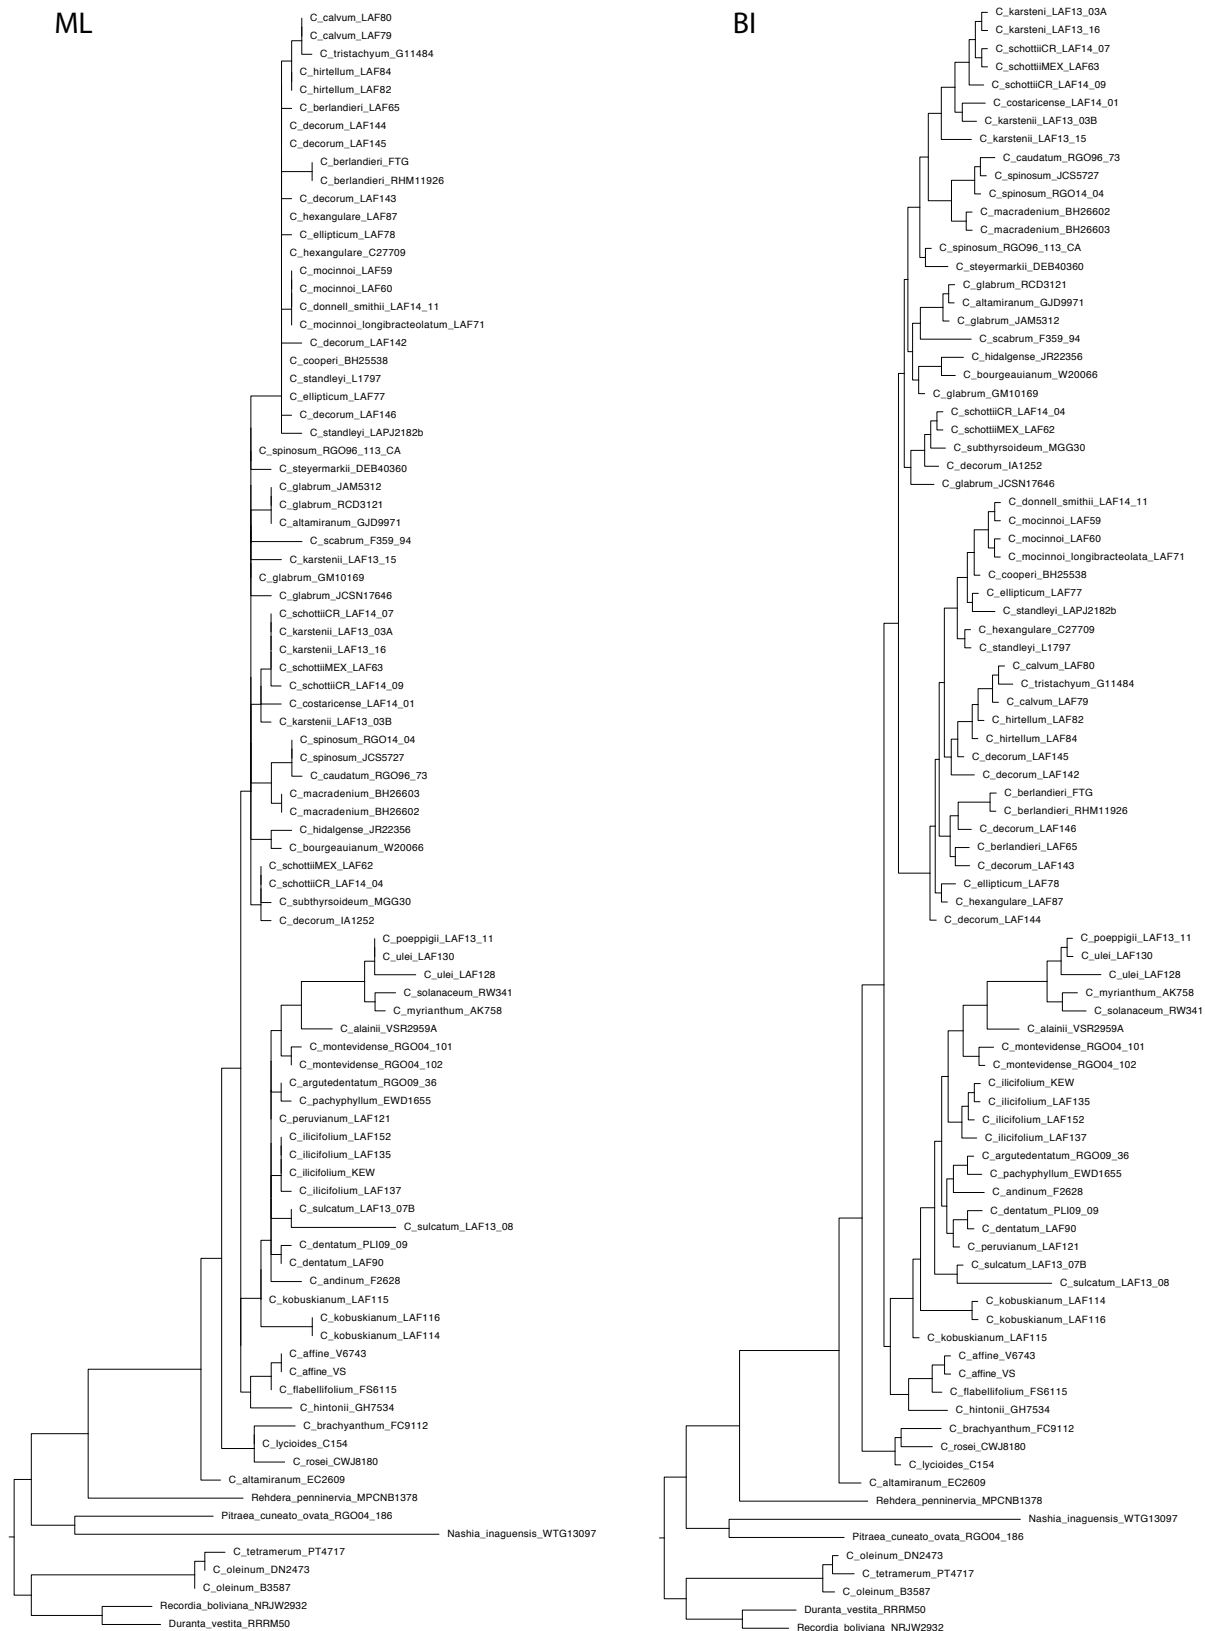 ML
C_calvum_LAF80
C_calvum_LAF79
C_tristachyum_G11484
C_hirtellum_LAF84
C_hirtellum_LAF82
C_berlandieri_LAF65
C_decorum_LAF144
C_decorum_LAF145
C_berlandieri_FTG
C_berlandieri_RHM11926
C_decorum_LAF143
C_hexangulare_LAF87
C_ellipticum_LAF78
C_hexangulare_C27709
C_mocinnoi_LAF59
C_mocinnoi_LAF60
C_donnell_smithii_LAF14_11
C_mocinnoi_longibracteolatum_LAF71
C_decorum_LAF142
C_cooperi_BH25538
C_standleyi_L1797
C_ellipticum_LAF77
C_decorum_LAF146
C_standleyi_LAPJ2182b
C_spinosum_RGO96_113_CA
C_steyermarkii_DEB40360
C_glabrum_JAM5312
C_glabrum_RCD3121
C_altamiranum_GJD9971
C_scabrum_F359_94
C_karstenii_LAF13_15
C_glabrum_GM10169
C_glabrum_JCSN17646
C_schottiiCR_LAF14_07
C_karstenii_LAF13_03A
C_karstenii_LAF13_16
C_schottiiMEX_LAF63
C_schottiiCR_LAF14_09
C_costaricense_LAF14_01
C_karstenii_LAF13_03B
C_spinosum_RGO14_04
C_spinosum_JCS5727
C_caudatum_RGO96_73
C_macradenium_BH26603
C_macradenium_BH26602
C_hidalgense_JR22356
C_bourgeauianum_W20066
C_schottiiMEX_LAF62
C_schottiiCR_LAF14_04
C_subthyrsoideum_MGG30
C_decorum_IA1252
C_poeppigii_LAF13_11
C_ulei_LAF130
C_ulei_LAF128
C_solanaceum_RW341
C_myrianthum_AK758
C_alainii_VSR2959A
C_montevidense_RGO04_101
C_montevidense_RGO04_102
C_argutedentatum_RGO09_36
C_pachyphyllum_EWD1655
C_peruvianum_LAF121
C_ilicifolium_LAF152
C_ilicifolium_LAF135
C_ilicifolium_KEW
C_ilicifolium_LAF137
C_sulcatum_LAF13_07B
C_sulcatum_LAF13_08
C_dentatum_PLI09_09
C_dentatum_LAF90
C_andinum_F2628
C_kobuskianum_LAF115
C_kobuskianum_LAF116
C_kobuskianum_LAF114
C_affine_V6743
C_affine_VS
C_flabellifolium_FS6115
C_hintonii_GH7534
C_brachyanthum_FC9112
C_lycioides_C154
C_rosei_CWJ8180
C_altamiranum_EC2609
Rehdera_penninervia_MPCNB1378
Pitraea_cuneato_ovata_RGO04_186
Nashia_inaguensis_WTG13097
C_tetramerum_PT4717
C_oleinum_DN2473
C_oleinum_B3587
Recordia_boliviana_NRJW2932
Duranta_vestita_RRRM50
BI
C_karsteni_LAF13_03A
C_karsteni_LAF13_16
C_schottiiCR_LAF14_07
C_schottiiMEX_LAF63
C_schottiiCR_LAF14_09
C_costaricense_LAF14_01
C_karstenii_LAF13_03B
C_karstenii_LAF13_15
C_caudatum_RGO96_73
C_spinosum_JCS5727
C_spinosum_RGO14_04
C_macradenium_BH26602
C_macradenium_BH26603
C_spinosum_RGO96_113_CA
C_steyermarkii_DEB40360
C_glabrum_RCD3121
C_altamiranum_GJD9971
C_glabrum_JAM5312
C_scabrum_F359_94
C_hidalgense_JR22356
C_bourgeauianum_W20066
C_glabrum_GM10169
C_schottiiCR_LAF14_04
C_schottiiMEX_LAF62
C_subthyrsoideum_MGG30
C_decorum_IA1252
C_glabrum_JCSN17646
C_donnell_smithii_LAF14_11
C_mocinnoi_LAF59
C_mocinnoi_LAF60
C_mocinnoi_longibracteolata_LAF71
C_cooperi_BH25538
C_ellipticum_LAF77
C_standleyi_LAPJ2182b
C_hexangulare_C27709
C_standleyi_L1797
C_calvum_LAF80
C_tristachyum_G11484
C_calvum_LAF79
C_hirtellum_LAF82
C_hirtellum_LAF84
C_decorum_LAF145
C_decorum_LAF142
C_berlandieri_FTG
C_berlandieri_RHM11926
C_decorum_LAF146
C_berlandieri_LAF65
C_decorum_LAF143
C_ellipticum_LAF78
C_hexangulare_LAF87
C_decorum_LAF144
C_poeppigii_LAF13_11
C_ulei_LAF130
C_ulei_LAF128
C_myrianthum_AK758
C_solanaceum_RW341
C_alainii_VSR2959A
C_montevidense_RGO04_101
C_montevidense_RGO04_102
C_ilicifolium_KEW
C_ilicifolium_LAF135
C_ilicifolium_LAF152
C_ilicifolium_LAF137
C_argutedentatum_RGO09_36
C_pachyphyllum_EWD1655
C_andinum_F2628
C_dentatum_PLI09_09
C_dentatum_LAF90
C_peruvianum_LAF121
C_sulcatum_LAF13_07B
C_sulcatum_LAF13_08
C_kobuskianum_LAF114
C_kobuskianum_LAF116
C_kobuskianum_LAF115
C_affine_V6743
C_affine_VS
C_flabellifolium_FS6115
C_hintonii_GH7534
C_brachyanthum_FC9112
C_rosei_CWJ8180
C_lycioides_C154
C_altamiranum_EC2609
Rehdera_penninervia_MPCNB1378
Nashia_inaguensis_WTG13097
Pitraea_cuneato_ovata_RGO04_186
C_oleinum_DN2473
C_tetramerum_PT4717
C_oleinum_B3587
Duranta_vestita_RRRM50
Recordia_boliviana_NRJW2932